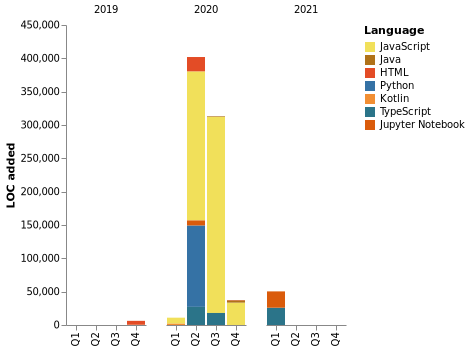 2019 2020 2021
Language
JavaScript
Java
HTML
Python
Kotlin
TypeScript
Jupyter Notebook
LOC added
450,000
400,000
350,000
300,000
250,000
200,000
150,000
100,000
50,000
0
Q1 Q2 Q3 Q4 Q1 Q2 Q3 Q4 Q1 Q2 Q3 Q4